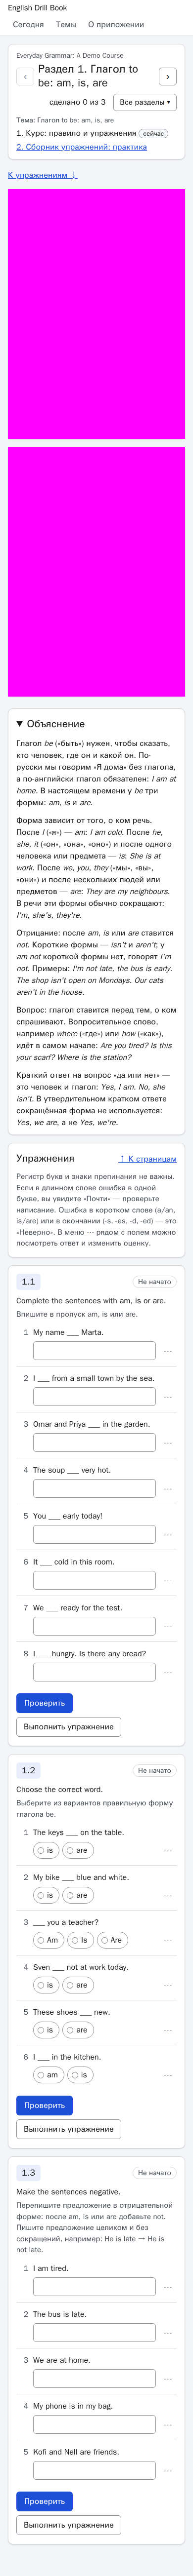 English Drill Book
Сегодня Темы О приложении
Everyday Grammar: A Demo Course
‹ Раздел 1. Глагол to
be: am, is, are ›
сделано 0 из 3 Все разделы ▾
Тема: Глагол to be: am, is, are
1. Курс: правило и упражнения сейчас
2. Сборник упражнений: практика
К упражнениям ↓
▼ Объяснение
Глагол be («быть») нужен, чтобы сказать,
кто человек, где он и какой он. По-
русски мы говорим «Я дома» без глагола,
а по-английски глагол обязателен: I am at
home. В настоящем времени у be три
формы: am, is и are.
Форма зависит от того, о ком речь.
После I («я») — am: I am cold. После he,
she, it («он», «она», «оно») и после одного
человека или предмета — is: She is at
work. После we, you, they («мы», «вы»,
«они») и после нескольких людей или
предметов — are: They are my neighbours.
В речи эти формы обычно сокращают:
I'm, she's, they're.
Отрицание: после am, is или are ставится
not. Короткие формы — isn't и aren't; у
am not короткой формы нет, говорят I'm
not. Примеры: I'm not late, the bus is early.
The shop isn't open on Mondays. Our cats
aren't in the house.
Вопрос: глагол ставится перед тем, о ком
спрашивают. Вопросительное слово,
например where («где») или how («как»),
идёт в самом начале: Are you tired? Is this
your scarf? Where is the station?
Краткий ответ на вопрос «да или нет» —
это человек и глагол: Yes, I am. No, she
isn't. В утвердительном кратком ответе
сокращённая форма не используется:
Yes, we are, а не Yes, we're.
Упражнения ↑ К страницам
Регистр букв и знаки препинания не важны.
Если в длинном слове ошибка в одной
букве, вы увидите «Почти» — проверьте
написание. Ошибка в коротком слове (a/an,
is/are) или в окончании (-s, -es, -d, -ed) — это
«Неверно». В меню ··· рядом с полем можно
посмотреть ответ и изменить оценку.
1.1 Не начато
Complete the sentences with am, is or are.
Впишите в пропуск am, is или are.
1 My name ___ Marta.
···
2 I ___ from a small town by the sea.
···
3 Omar and Priya ___ in the garden.
···
4 The soup ___ very hot.
···
5 You ___ early today!
···
6 It ___ cold in this room.
···
7 We ___ ready for the test.
···
8 I ___ hungry. Is there any bread?
···
Проверить
Выполнить упражнение
1.2 Не начато
Choose the correct word.
Выберите из вариантов правильную форму
глагола be.
1 The keys ___ on the table.
is are ···
2 My bike ___ blue and white.
is are ···
3 ___ you a teacher?
Am Is Are ···
4 Sven ___ not at work today.
is are ···
5 These shoes ___ new.
is are ···
6 I ___ in the kitchen.
am is ···
Проверить
Выполнить упражнение
1.3 Не начато
Make the sentences negative.
Перепишите предложение в отрицательной
форме: после am, is или are добавьте not.
Пишите предложение целиком и без
сокращений, например: He is late → He is
not late.
1 I am tired.
···
2 The bus is late.
···
3 We are at home.
···
4 My phone is in my bag.
···
5 Kofi and Nell are friends.
···
Проверить
Выполнить упражнение